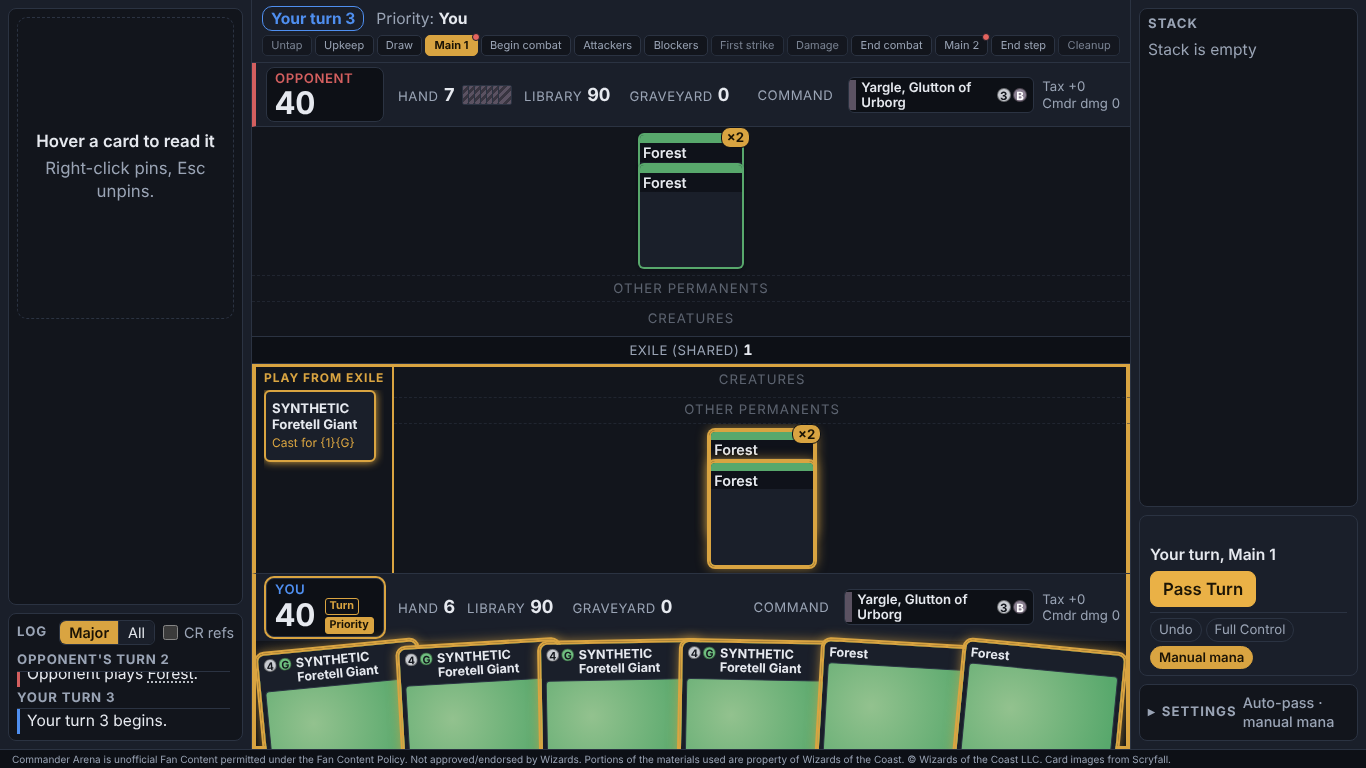 Your turn 3
Priority: You
Untap
Upkeep
Draw
Main 1
Begin combat
Attackers
Blockers
First strike
Damage
End combat
Main 2
End step
Cleanup
Hover a card to read it
Right-click pins, Esc
unpins.
OPPONENT
40
HAND 7
LIBRARY 90
GRAVEYARD 0
COMMAND
Yargle, Glutton of
Urborg
3 B
Tax +0
Cmdr dmg 0
×2
Forest
Forest
OTHER PERMANENTS
CREATURES
EXILE (SHARED) 1
PLAY FROM EXILE
SYNTHETIC
Foretell Giant
Cast for {1}{G}
CREATURES
OTHER PERMANENTS
×2
Forest
Forest
YOU
40
Turn
Priority
HAND 6
LIBRARY 90
GRAVEYARD 0
COMMAND
Yargle, Glutton of
Urborg
3 B
Tax +0
Cmdr dmg 0
4 G SYNTHETIC
Foretell Giant
4 G SYNTHETIC
Foretell Giant
4 G SYNTHETIC
Foretell Giant
4 G SYNTHETIC
Foretell Giant
Forest
Forest
LOG
Major
All
CR refs
OPPONENT'S TURN 2
Opponent plays Forest.
YOUR TURN 3
Your turn 3 begins.
STACK
Stack is empty
Your turn, Main 1
Pass Turn
Undo
Full Control
Manual mana
▸ SETTINGS
Auto-pass ·
manual mana
Commander Arena is unofficial Fan Content permitted under the Fan Content Policy. Not approved/endorsed by Wizards. Portions of the materials used are property of Wizards of the Coast. © Wizards of the Coast LLC. Card images from Scryfall.